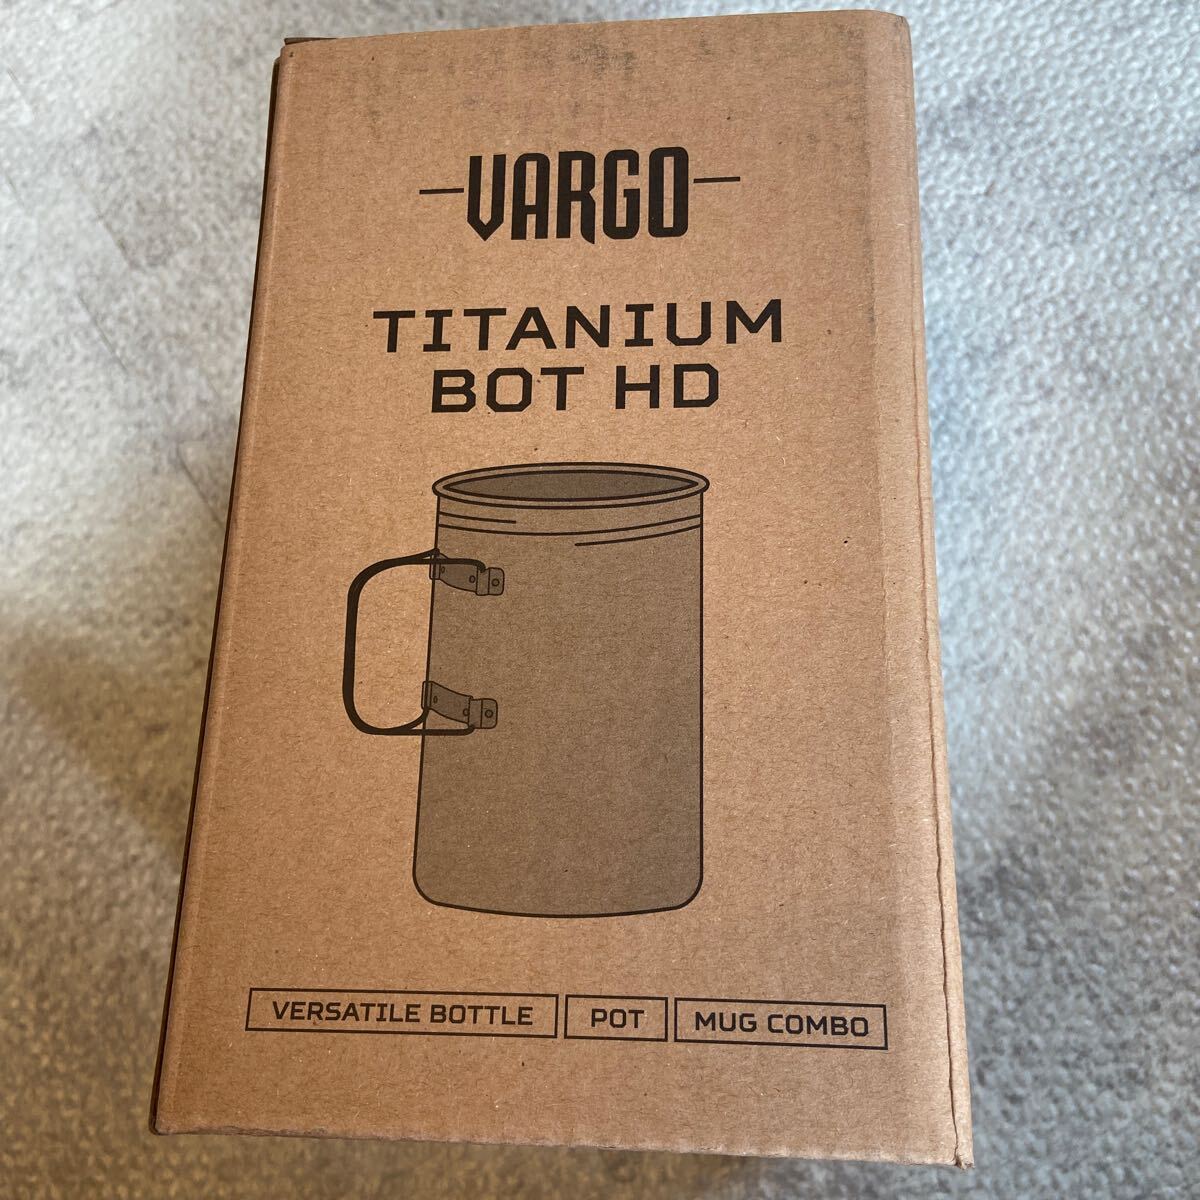 VARGO
TITANIUM
BOT HD
VERSATILE BOTTLE POT MUG COMBO